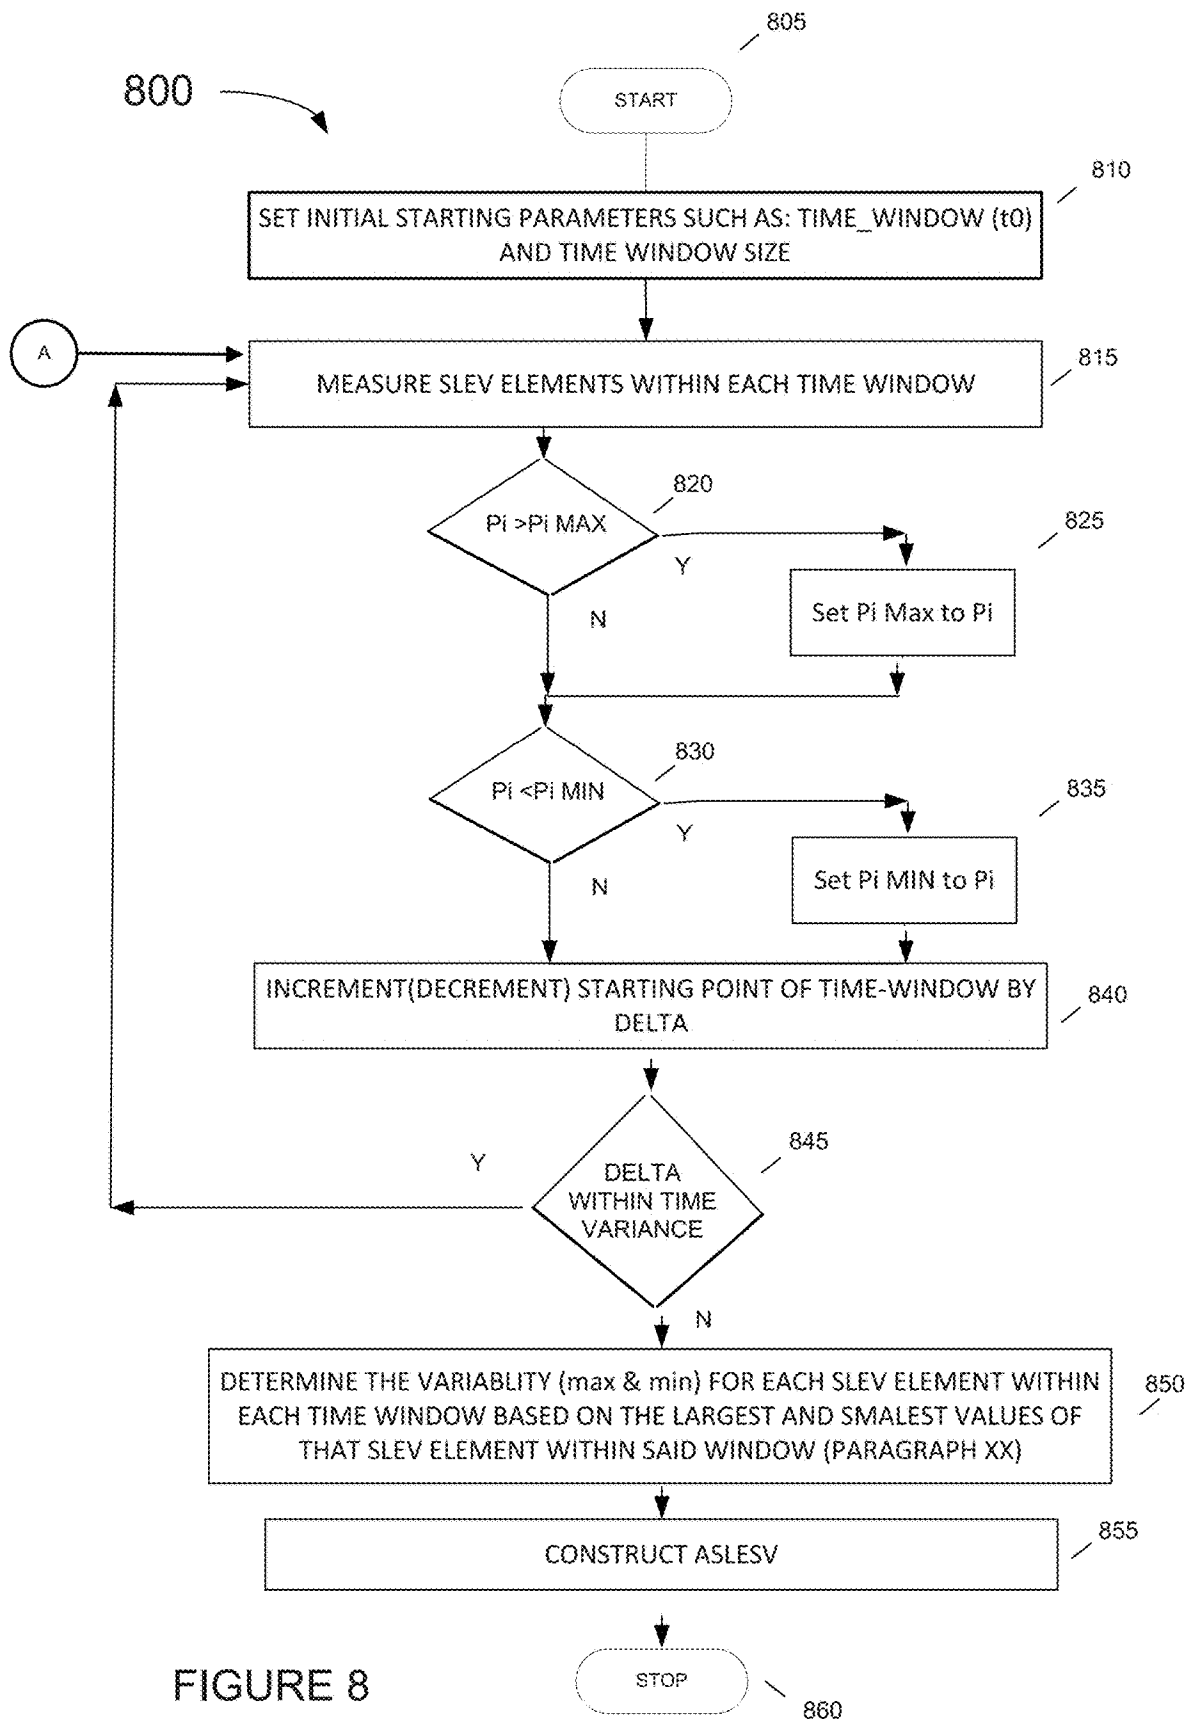 805
800
START
810
SET INITIAL STARTING PARAMETERS SUCH AS: TIME_WINDOW (t0)
AND TIME WINDOW SIZE
A
815
MEASURE SLEV ELEMENTS WITHIN EACH TIME WINDOW
820
Pi >Pi MAX
825
Y
Set Pi Max to Pi
N
830
Pi <Pi MIN
835
Y
Set Pi MIN to Pi
N
INCREMENT(DECREMENT) STARTING POINT OF TIME-WINDOW BY
DELTA
840
845
Y
DELTA
WITHIN TIME
VARIANCE
N
DETERMINE THE VARIABLITY (max & min) FOR EACH SLEV ELEMENT WITHIN
EACH TIME WINDOW BASED ON THE LARGEST AND SMALEST VALUES OF
THAT SLEV ELEMENT WITHIN SAID WINDOW (PARAGRAPH XX)
850
855
CONSTRUCT ASLESV
STOP
860
FIGURE 8